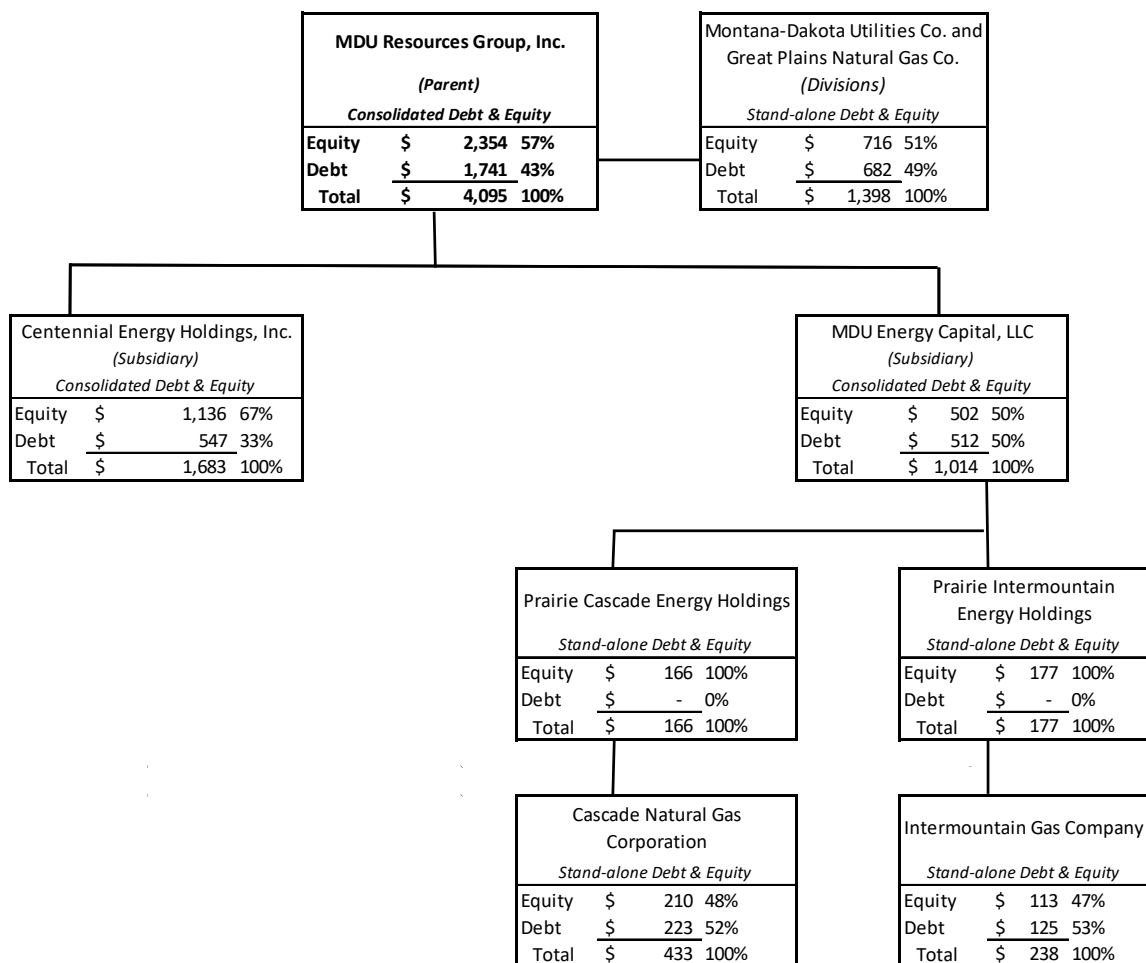 MDU Resources Group, Inc.
(Parent)
Consolidated Debt & Equity
Equity $ 2,354 57%
Debt $ 1,741 43%
Total $ 4,095 100%
Montana-Dakota Utilities Co. and
Great Plains Natural Gas Co.
(Divisions)
Stand-alone Debt & Equity
Equity $ 716 51%
Debt $ 682 49%
Total $ 1,398 100%
Centennial Energy Holdings, Inc.
(Subsidiary)
Consolidated Debt & Equity
Equity $ 1,136 67%
Debt $ 547 33%
Total $ 1,683 100%
MDU Energy Capital, LLC
(Subsidiary)
Consolidated Debt & Equity
Equity $ 502 50%
Debt $ 512 50%
Total $ 1,014 100%
Prairie Cascade Energy Holdings
Stand-alone Debt & Equity
Equity $ 166 100%
Debt $ - 0%
Total $ 166 100%
Prairie Intermountain
Energy Holdings
Stand-alone Debt & Equity
Equity $ 177 100%
Debt $ - 0%
Total $ 177 100%
Cascade Natural Gas
Corporation
Stand-alone Debt & Equity
Equity $ 210 48%
Debt $ 223 52%
Total $ 433 100%
Intermountain Gas Company
Stand-alone Debt & Equity
Equity $ 113 47%
Debt $ 125 53%
Total $ 238 100%